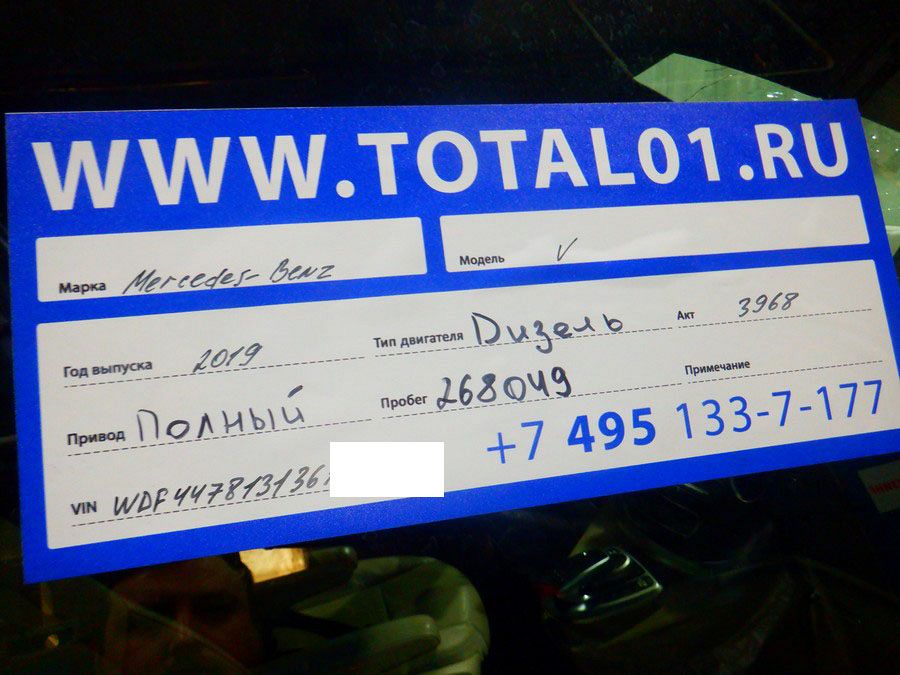 WWW.TOTAL01.RU
Марка Mercedes-Benz Модель V
Год выпуска 2019 Тип двигателя Дизель Акт 3968
Привод Полный Пробег 268049 Примечание
VIN WDF4478131361 +7 495 133-7-177